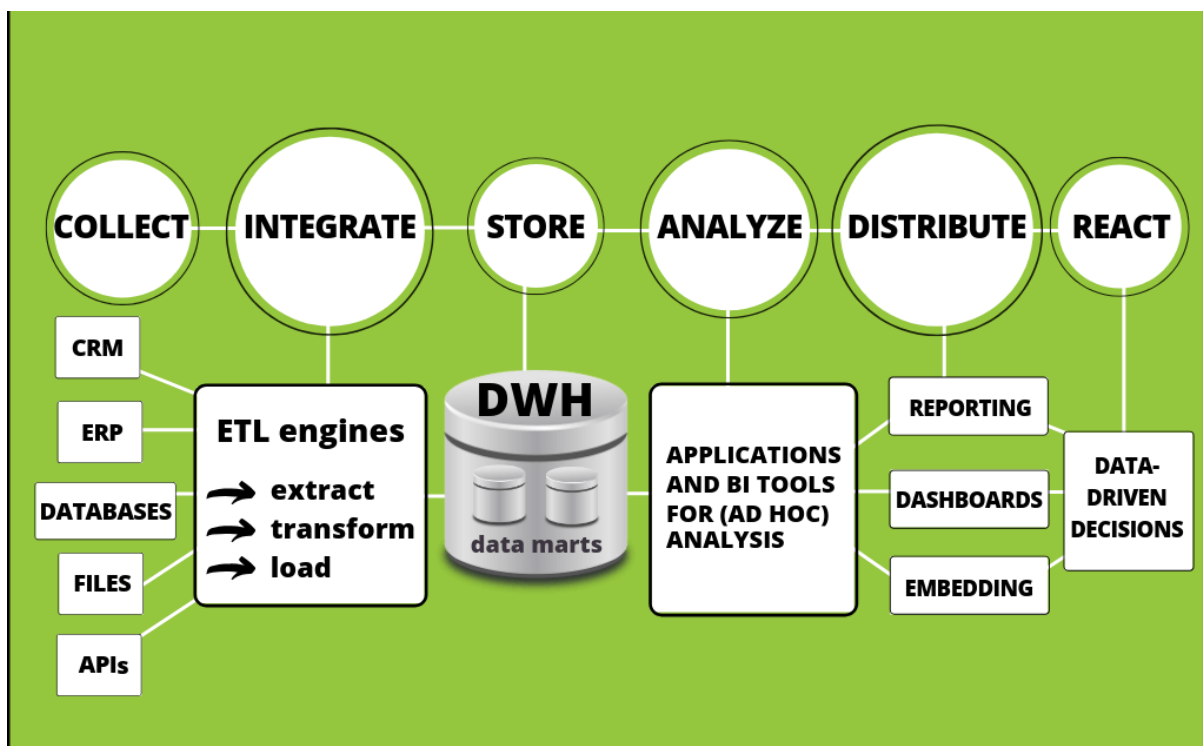 COLLECT
INTEGRATE
STORE
ANALYZE
DISTRIBUTE
REACT
CRM
ERP
DATABASES
FILES
APIs
ETL engines
extract
transform
load
DWH
data marts
APPLICATIONS
AND BI TOOLS
FOR (AD HOC)
ANALYSIS
REPORTING
DASHBOARDS
EMBEDDING
DATA-
DRIVEN
DECISIONS